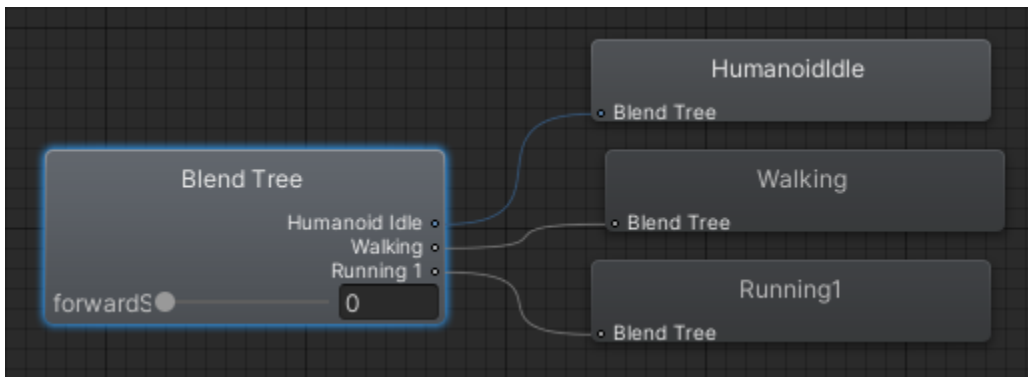 Blend Tree
Humanoid Idle
Walking
Running 1
forwardS
0
HumanoidIdle
Blend Tree
Walking
Blend Tree
Running1
Blend Tree